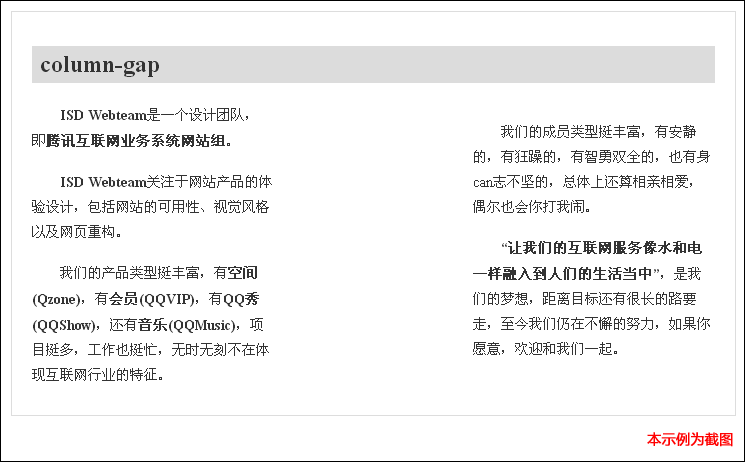 column-gap
ISD Webteam是一个设计团队，
即腾讯互联网业务系统网站组。
ISD Webteam关注于网站产品的体
验设计，包括网站的可用性、视觉风格
以及网页重构。
我们的产品类型挺丰富，有空间
(Qzone)，有会员(QQVIP)，有QQ秀
(QQShow)，还有音乐(QQMusic)，项
目挺多，工作也挺忙，无时无刻不在体
现互联网行业的特征。
我们的成员类型挺丰富，有安静
的，有狂躁的，有智勇双全的，也有身
can志不坚的，总体上还算相亲相爱，
偶尔也会你打我闹。
“让我们的互联网服务像水和电
一样融入到人们的生活当中”，是我
们的梦想，距离目标还有很长的路要
走，至今我们仍在不懈的努力，如果你
愿意，欢迎和我们一起。
本示例为截图